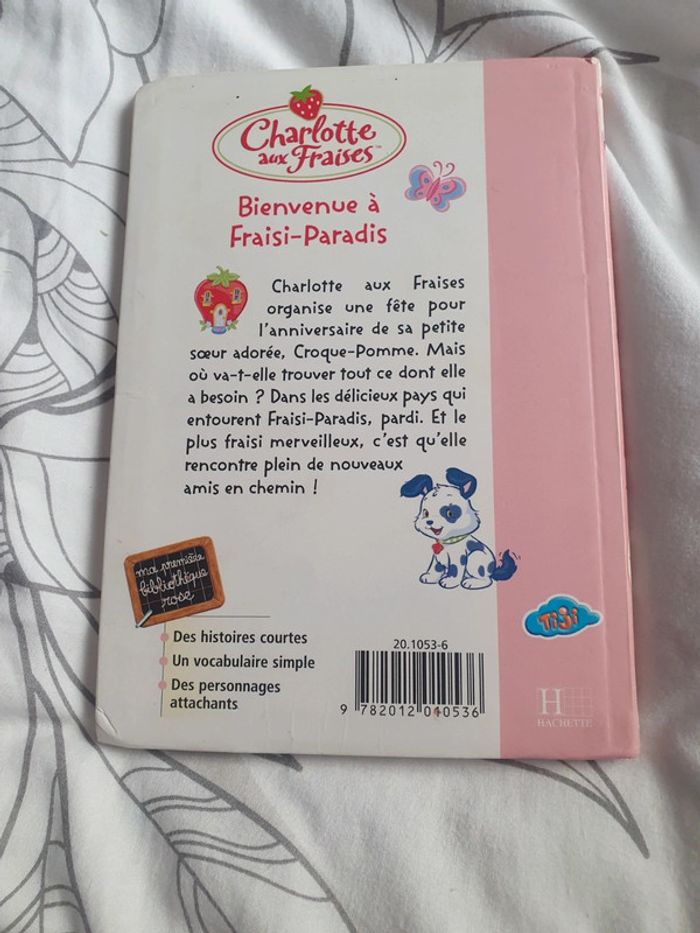 Charlotte
aux Fraises™
Bienvenue à
Fraisi-Paradis
Charlotte aux Fraises
organise une fête pour
l'anniversaire de sa petite
sœur adorée, Croque-Pomme. Mais
où va-t-elle trouver tout ce dont elle
a besoin ? Dans les délicieux pays qui
entourent Fraisi-Paradis, pardi. Et le
plus fraisi merveilleux, c'est qu'elle
rencontre plein de nouveaux
amis en chemin !
ma première
bibliothèque
rose
Des histoires courtes
Un vocabulaire simple
Des personnages
attachants
20.1053-6
9 782012 010536
TiJi
H
HACHETTE